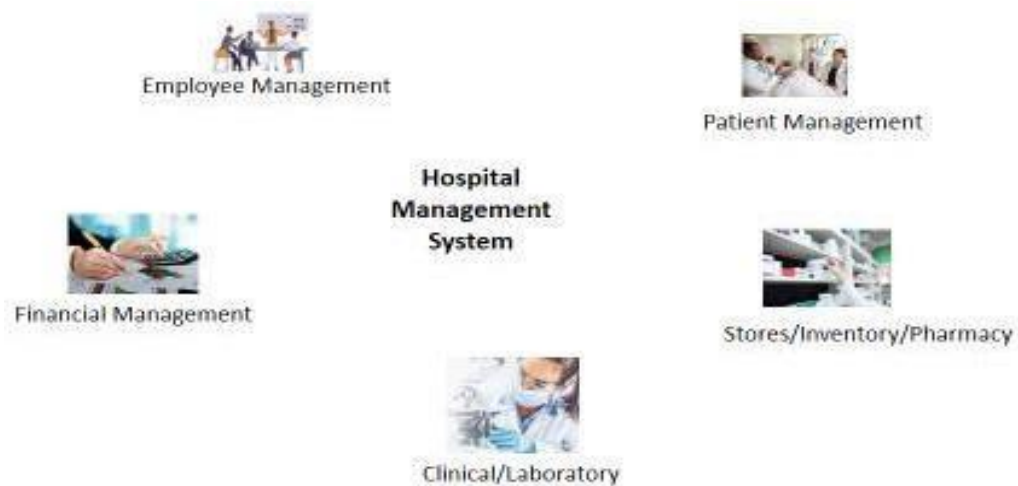 Employee Management
Patient Management
Hospital
Management
System
Financial Management
Stores/Inventory/Pharmacy
Clinical/Laboratory